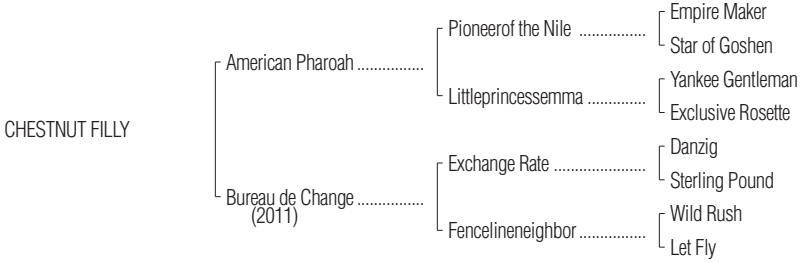 Empire Maker
Pioneerof the Nile ................
Star of Goshen
American Pharoah ................
Yankee Gentleman
Littleprincessemma ..............
Exclusive Rosette
CHESTNUT FILLY
Danzig
Exchange Rate ......................
Sterling Pound
Bureau de Change ................
(2011)
Wild Rush
Fencelineneighbor ................
Let Fly